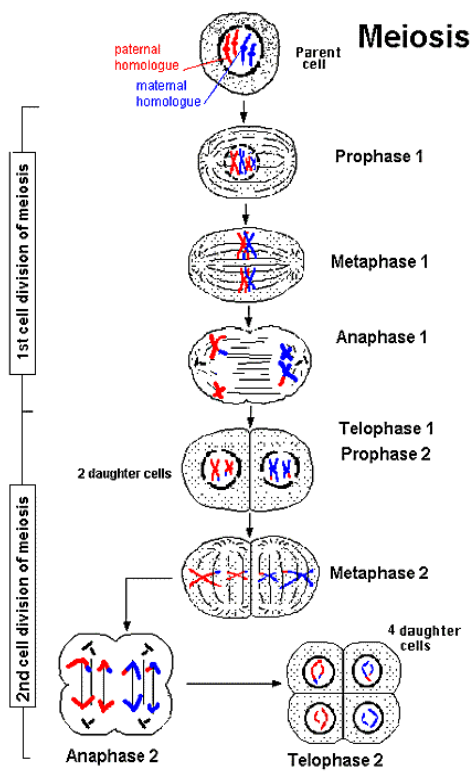 Meiosis
paternal
homologue
maternal
homologue
Parent
cell
1st cell division of meiosis
Prophase 1
Metaphase 1
Anaphase 1
Telophase 1
Prophase 2
2 daughter cells
2nd cell division of meiosis
Metaphase 2
4 daughter
cells
Anaphase 2
Telophase 2